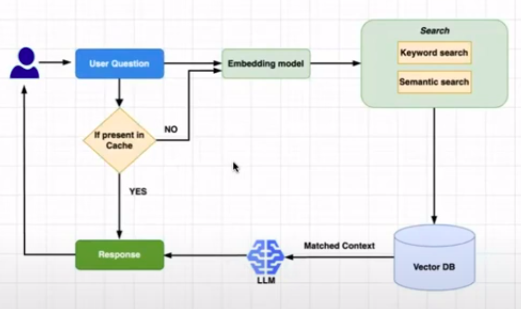 Search
Keyword search
User Question
Embedding model
Semantic search
If present in
Cache
NO
YES
Matched Context
Response
Vector DB
LLM